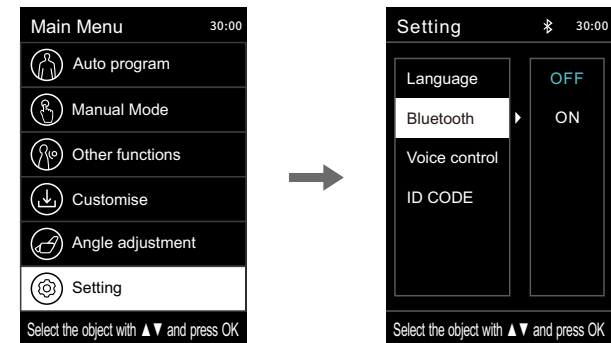 Main Menu 30:00
Auto program
Manual Mode
Other functions
Customise
Angle adjustment
Setting
Select the object with ▲▼ and press OK
Setting 30:00
Language
Bluetooth
Voice control
ID CODE
OFF
ON
Select the object with ▲▼ and press OK